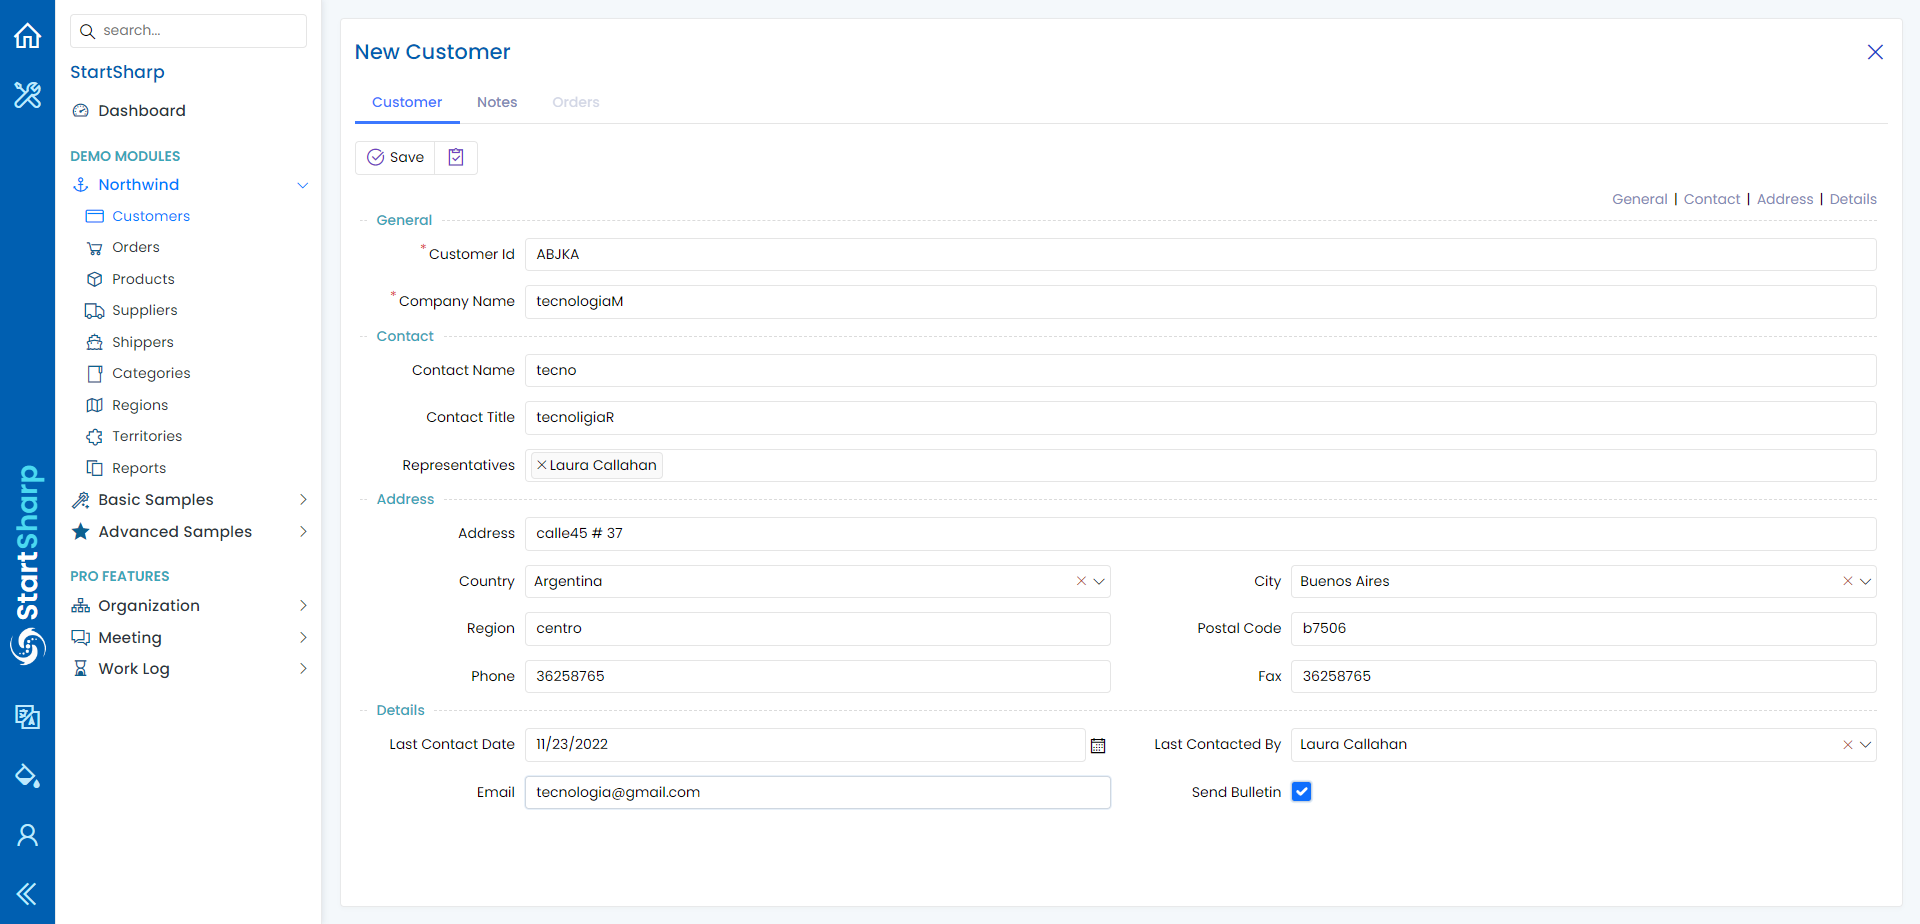 search...
StartSharp
Dashboard
DEMO MODULES
Northwind
Customers
Orders
Products
Suppliers
Shippers
Categories
Regions
Territories
Reports
Basic Samples
Advanced Samples
PRO FEATURES
Organization
Meeting
Work Log
StartSharp
New Customer
Customer Notes Orders
Save
General | Contact | Address | Details
General
* Customer Id ABJKA
* Company Name tecnologiaM
Contact
Contact Name tecno
Contact Title tecnoligiaR
Representatives Laura Callahan
Address
Address calle45 # 37
Country Argentina City Buenos Aires
Region centro Postal Code b7506
Phone 36258765 Fax 36258765
Details
Last Contact Date 11/23/2022 Last Contacted By Laura Callahan
Email tecnologia@gmail.com Send Bulletin